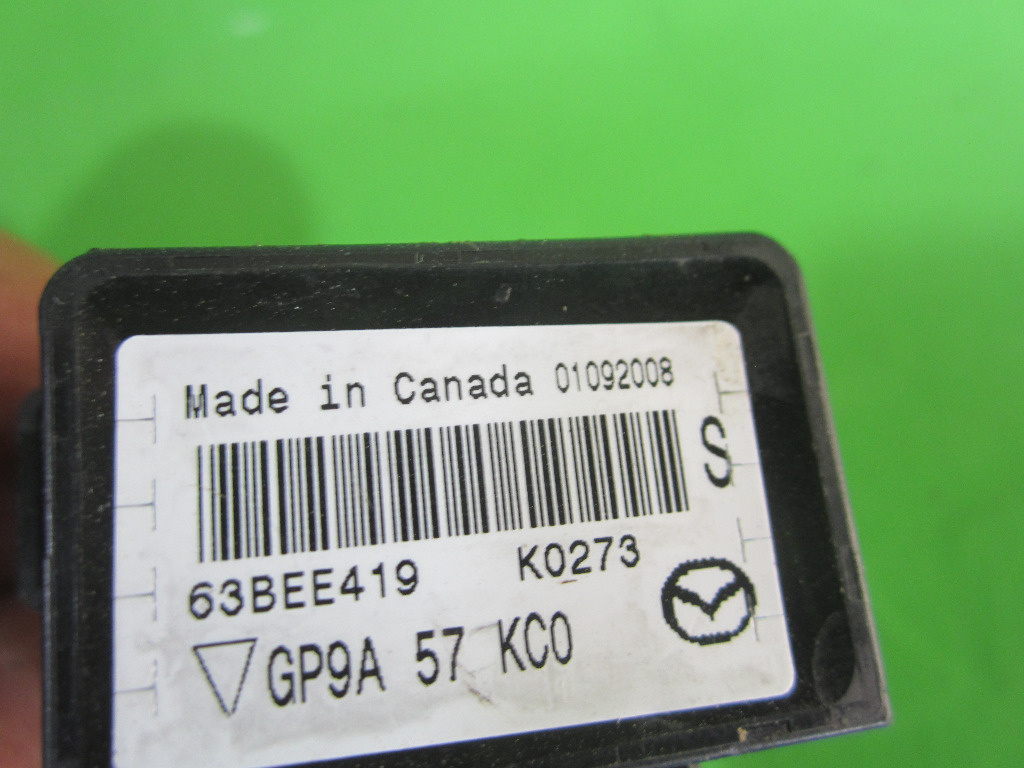 Made in Canada 01092008
S
63BEE419 K0273
GP9A 57 KC0